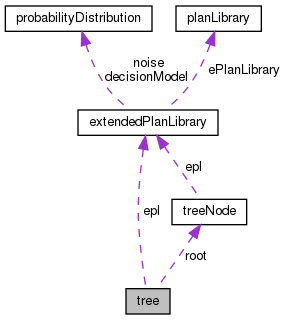 probabilityDistribution
planLibrary
noise
decisionModel
ePlanLibrary
extendedPlanLibrary
epl
epl
treeNode
root
tree